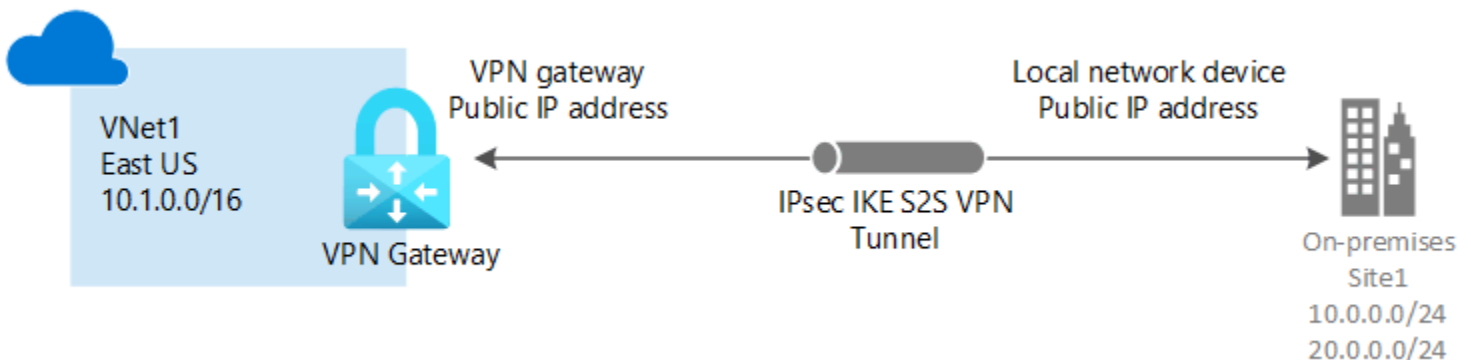 VNet1
East US
10.1.0.0/16
VPN Gateway
VPN gateway
Public IP address
IPsec IKE S2S VPN
Tunnel
Local network device
Public IP address
On-premises
Site1
10.0.0.0/24
20.0.0.0/24